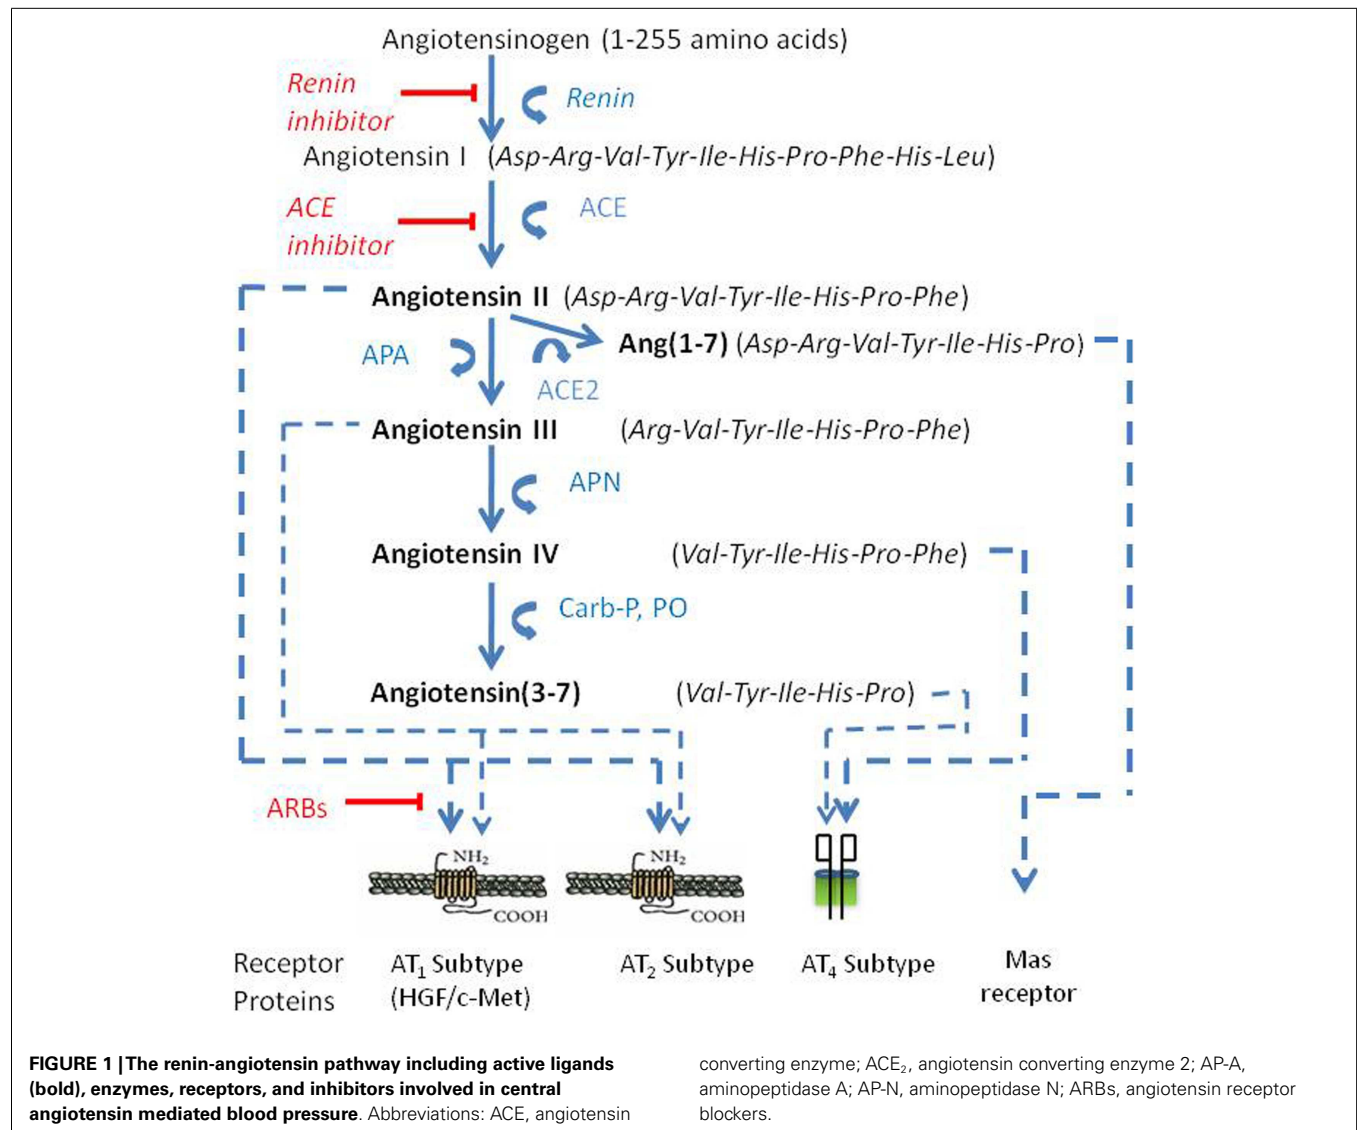 Angiotensinogen (1-255 amino acids)
Renin
inhibitor
Renin
Angiotensin I (Asp-Arg-Val-Tyr-Ile-His-Pro-Phe-His-Leu)
ACE
inhibitor
ACE
Angiotensin II (Asp-Arg-Val-Tyr-Ile-His-Pro-Phe)
Ang(1-7) (Asp-Arg-Val-Tyr-Ile-His-Pro)
APA
ACE2
Angiotensin III (Arg-Val-Tyr-Ile-His-Pro-Phe)
APN
Angiotensin IV (Val-Tyr-Ile-His-Pro-Phe)
Carb-P, PO
Angiotensin(3-7) (Val-Tyr-Ile-His-Pro)
ARBs
NH₂
COOH
NH₂
COOH
Receptor
Proteins
AT₁ Subtype
(HGF/c-Met)
AT₂ Subtype
AT₄ Subtype
Mas
receptor
FIGURE 1 | The renin-angiotensin pathway including active ligands
(bold), enzymes, receptors, and inhibitors involved in central
angiotensin mediated blood pressure. Abbreviations: ACE, angiotensin
converting enzyme; ACE₂, angiotensin converting enzyme 2; AP-A,
aminopeptidase A; AP-N, aminopeptidase N; ARBs, angiotensin receptor
blockers.